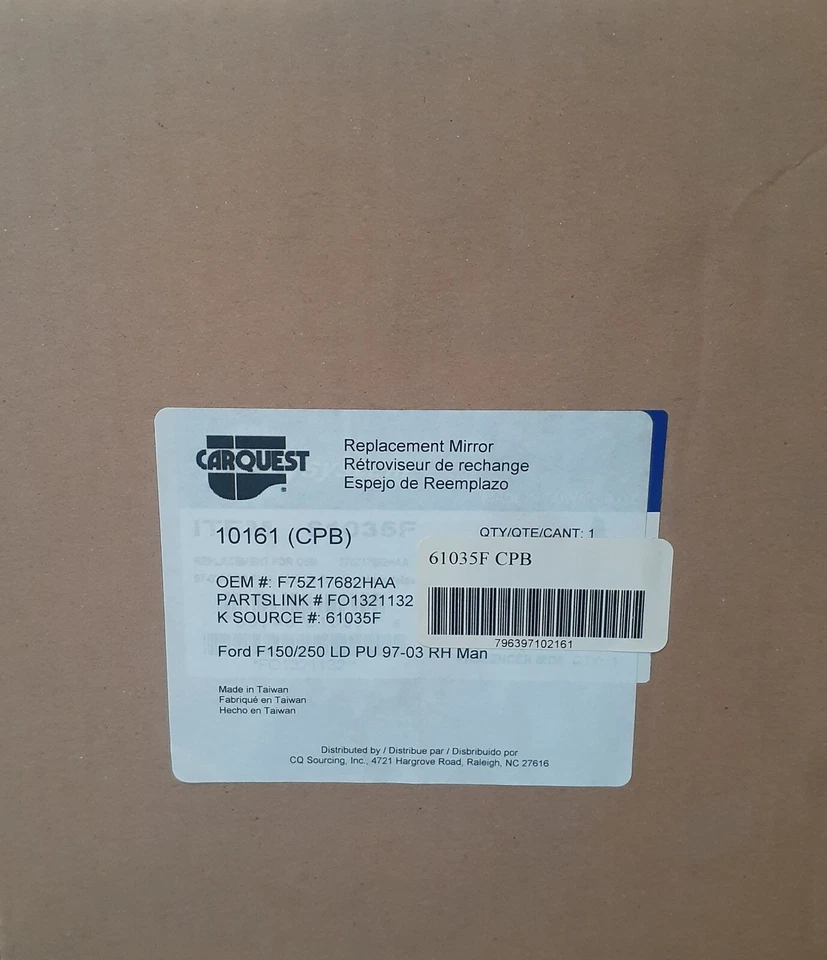 CARQUEST
Replacement Mirror
Rétroviseur de rechange
Espejo de Reemplazo
10161 (CPB)
QTY/QTE/CANT: 1
61035F CPB
796397102161
OEM #: F75Z17682HAA
PARTSLINK # FO1321132
K SOURCE #: 61035F
Ford F150/250 LD PU 97-03 RH Man
Made in Taiwan
Fabriqué en Taiwan
Hecho en Taiwan
Distributed by / Distribue par / Disbribuido por
CQ Sourcing, Inc., 4721 Hargrove Road, Raleigh, NC 27616